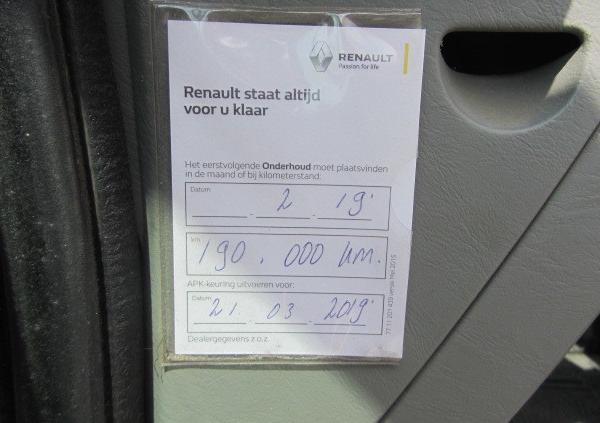 RENAULT
Passion for life
Renault staat altijd
voor u klaar
Het eerstvolgende Onderhoud moet plaatsvinden
in de maand of bij kilometerstand:
Datum
2 . 19.
km
190.000 km.
APK-keuring uitvoeren voor:
Datum
21. 03 . 2019.
Dealergegevens z.o.z.